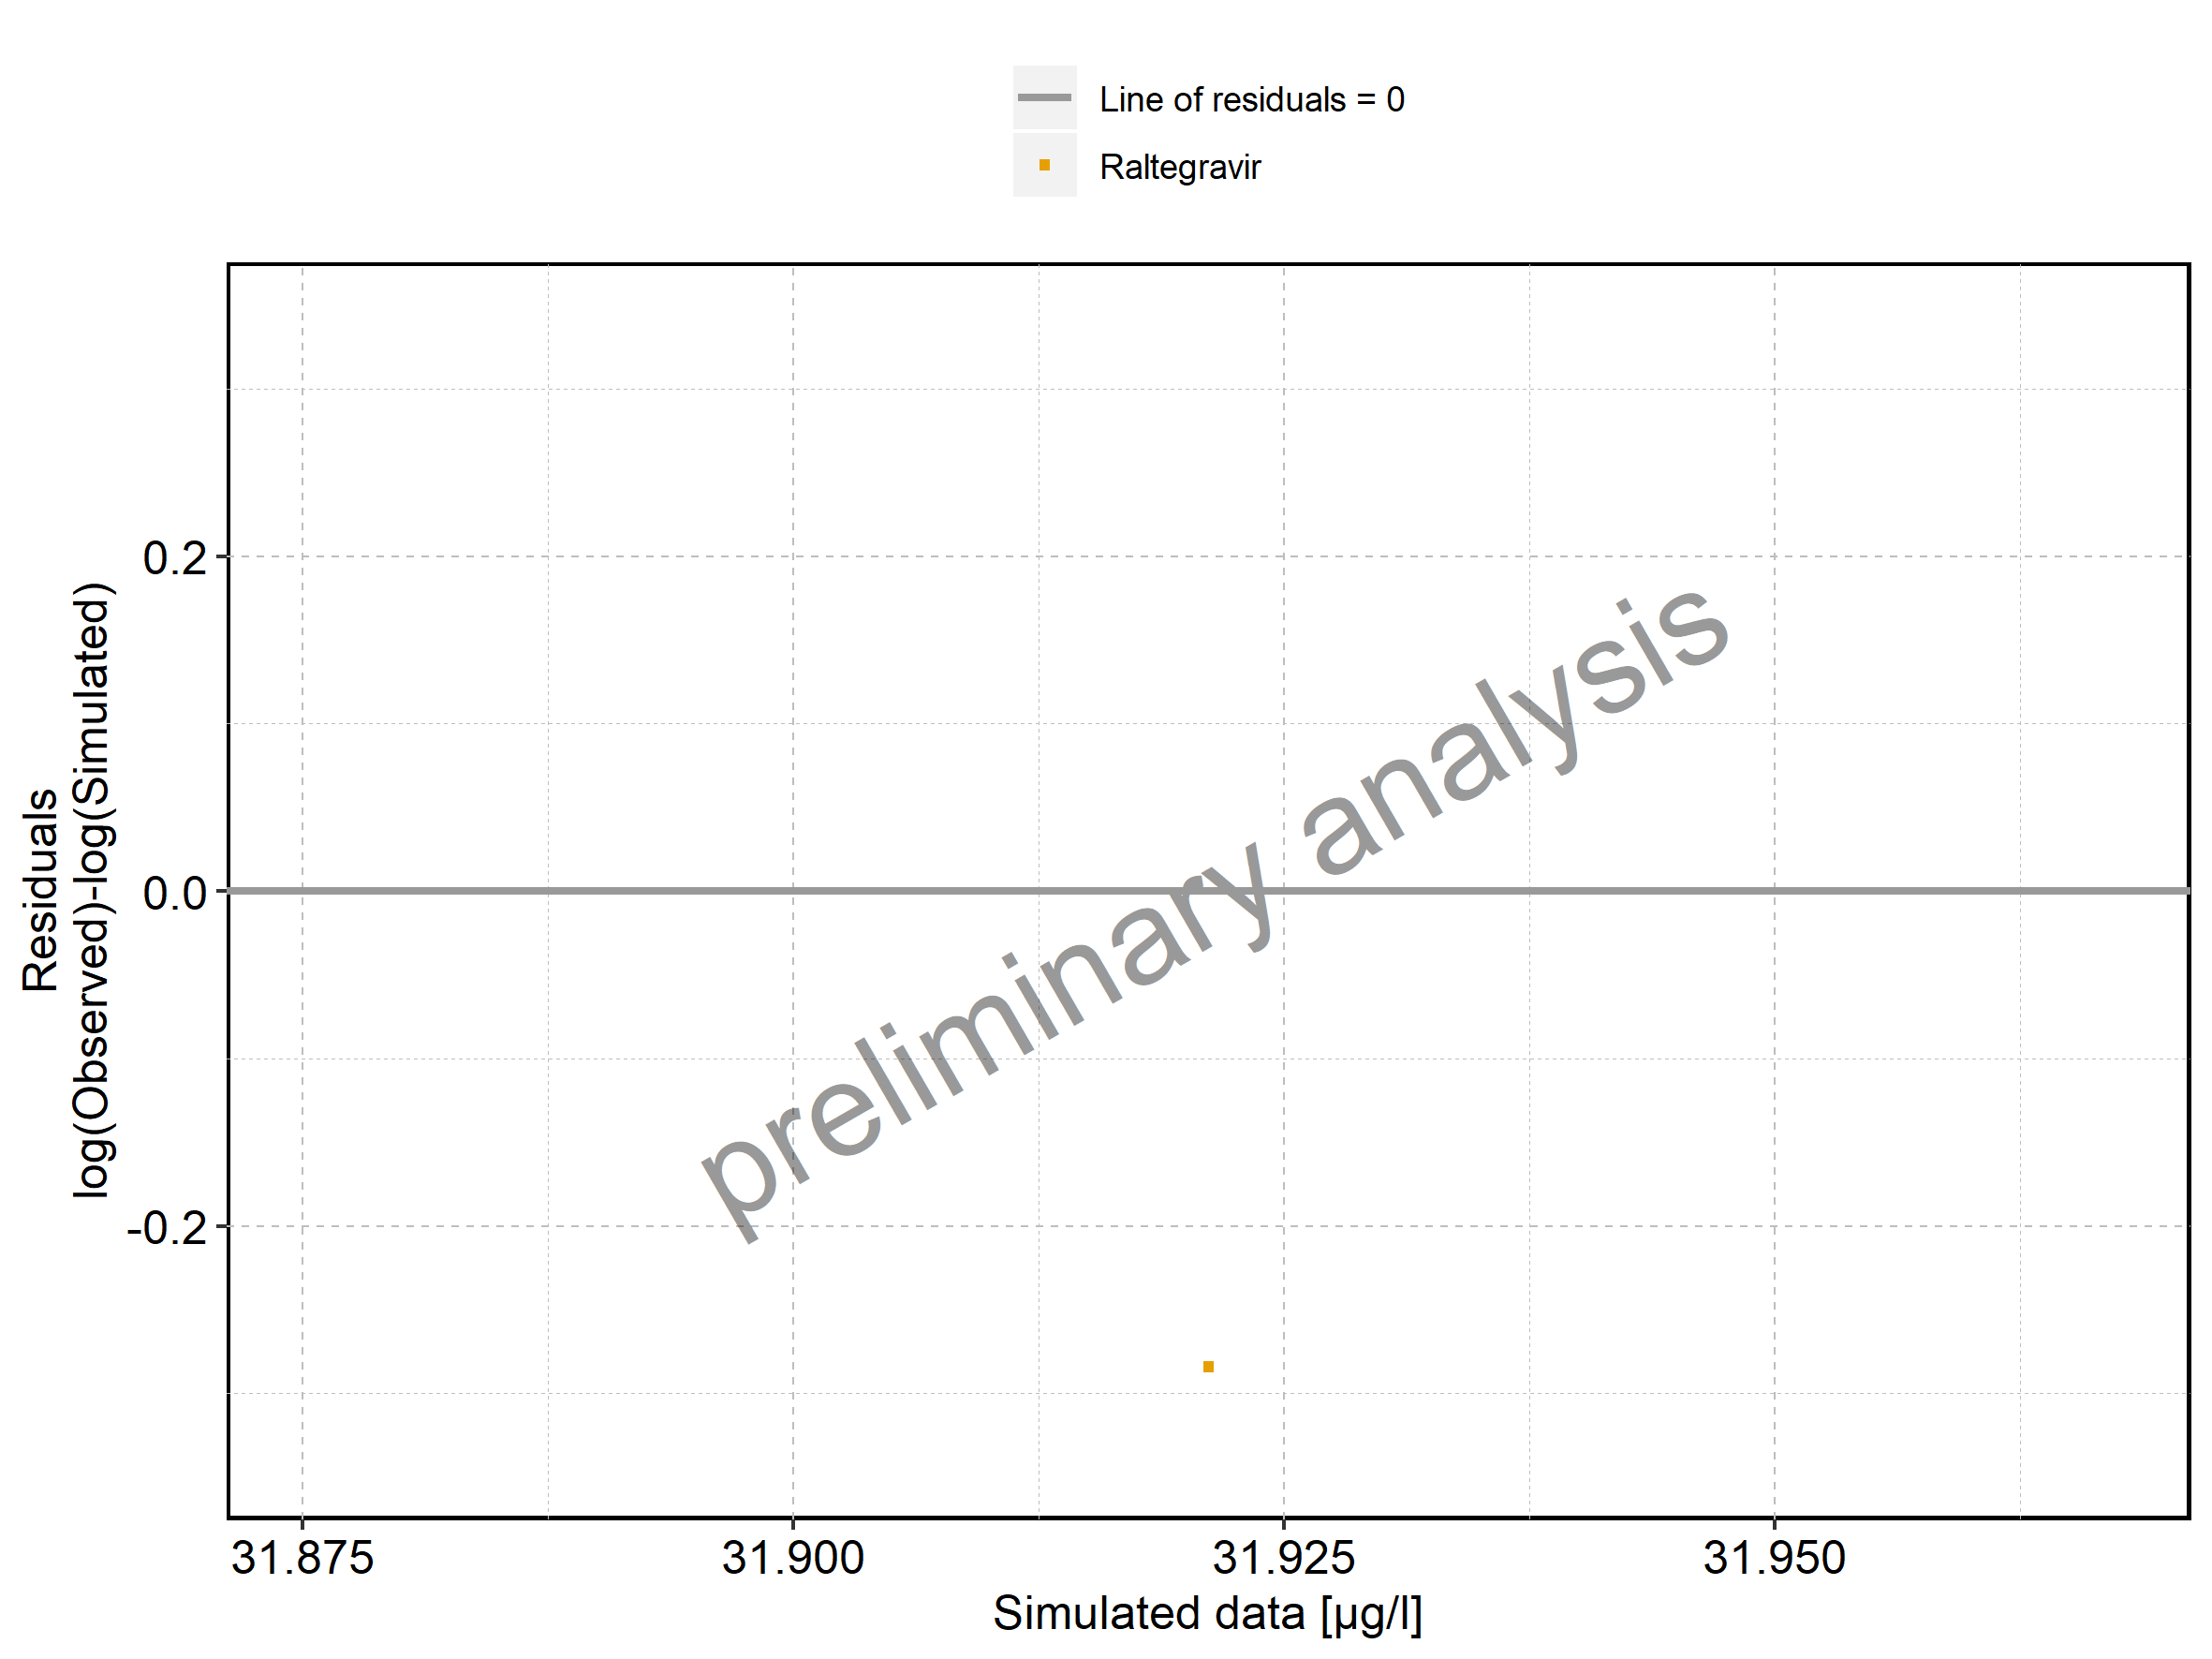 Line of residuals = 0
Raltegravir
Residuals
log(Observed)-log(Simulated)
0.2
0.0
-0.2
preliminary analysis
31.875 31.900 31.925 31.950
Simulated data [µg/l]